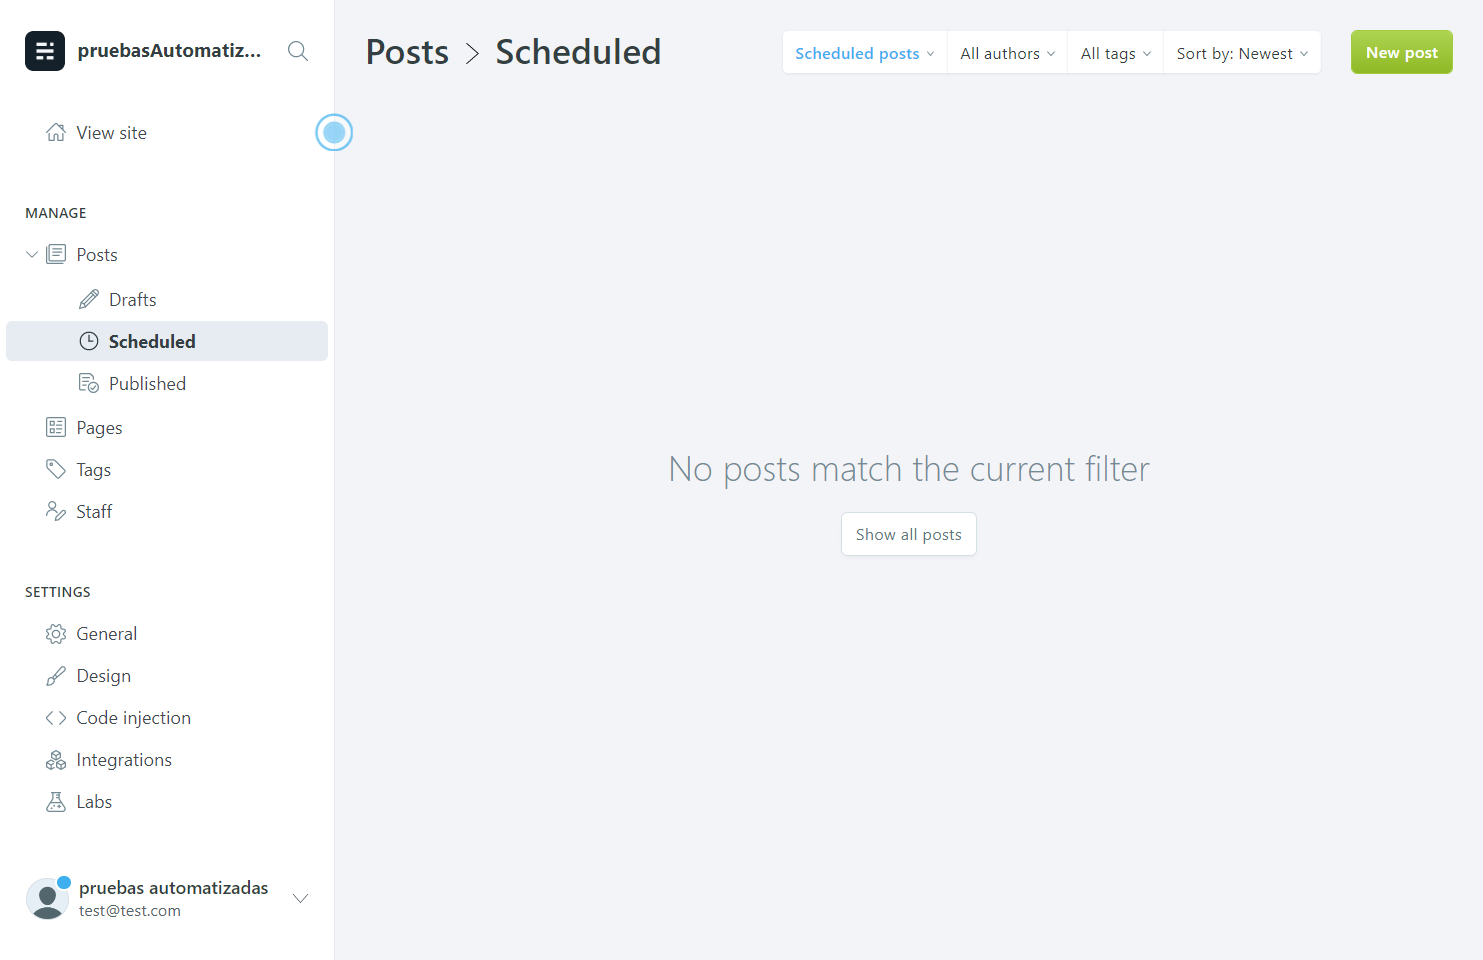 pruebasAutomatiz...
View site
MANAGE
Posts
Drafts
Scheduled
Published
Pages
Tags
Staff
SETTINGS
General
Design
Code injection
Integrations
Labs
pruebas automatizadas
test@test.com
Posts > Scheduled
Scheduled posts
All authors
All tags
Sort by: Newest
New post
No posts match the current filter
Show all posts